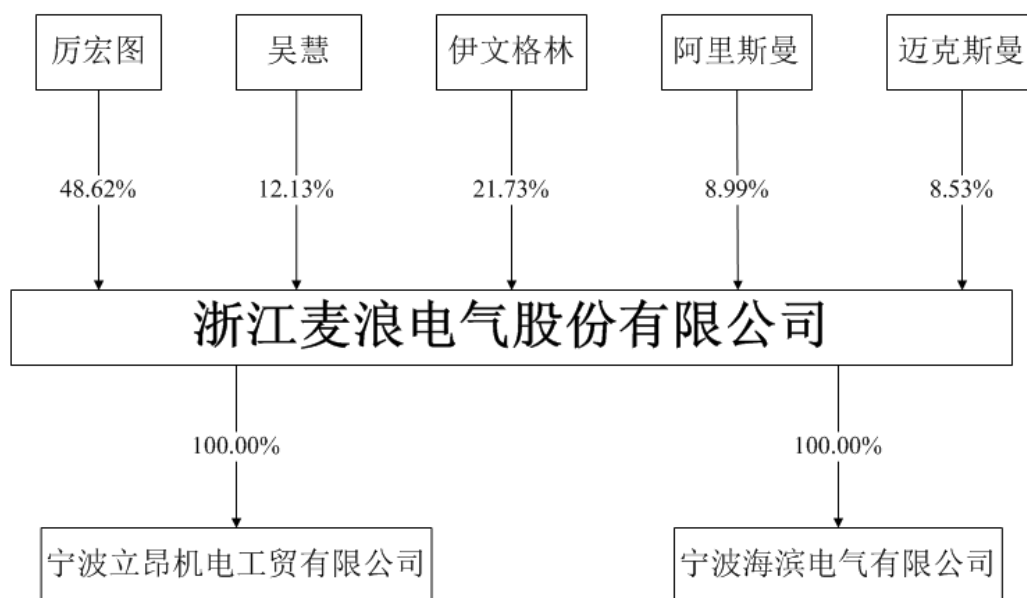 厉宏图
吴慧
伊文格林
阿里斯曼
迈克斯曼
48.62%
12.13%
21.73%
8.99%
8.53%
浙江麦浪电气股份有限公司
100.00%
100.00%
宁波立昂机电工贸有限公司
宁波海滨电气有限公司